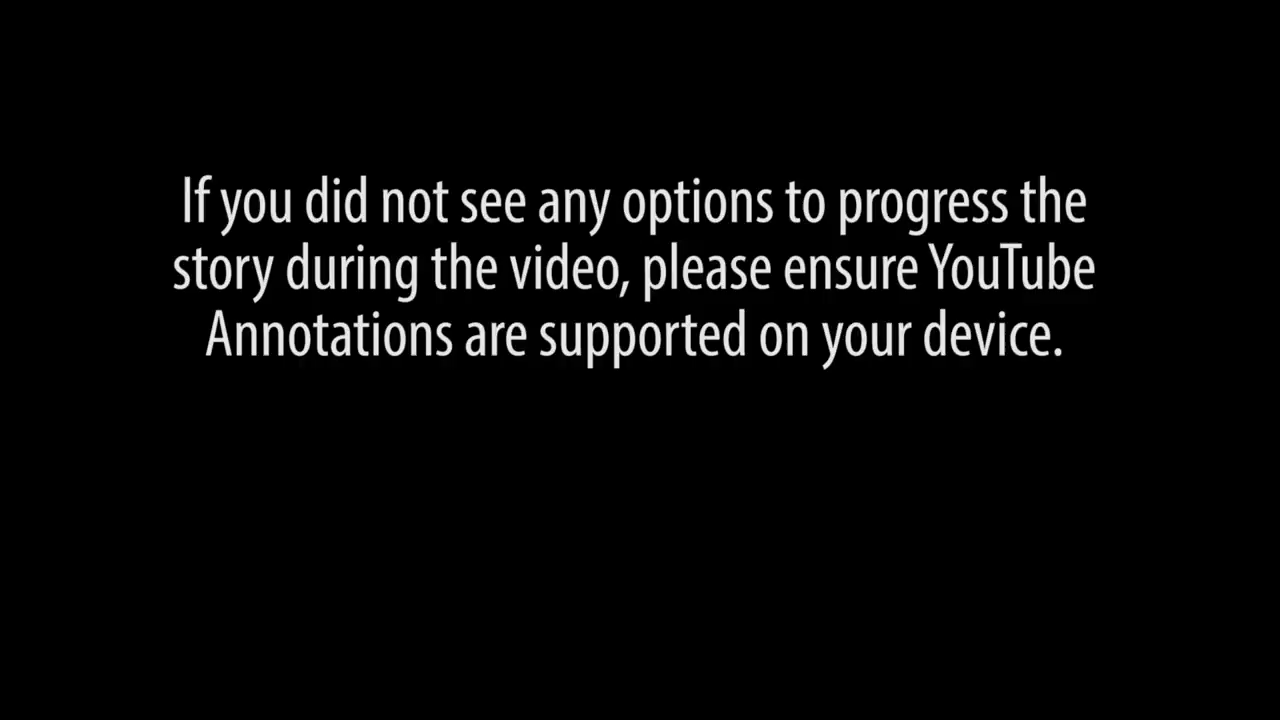 If you did not see any options to progress the
story during the video, please ensure YouTube
Annotations are supported on your device.